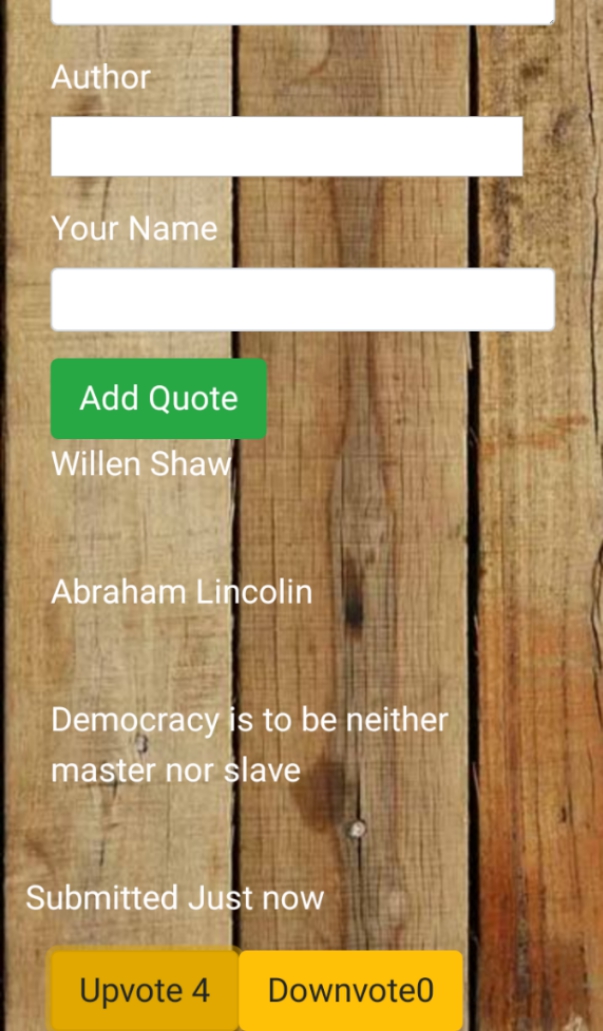 Author
Your Name
Add Quote
Willen Shaw
Abraham Lincolin
Democracy is to be neither
master nor slave
Submitted Just now
Upvote 4 Downvote0